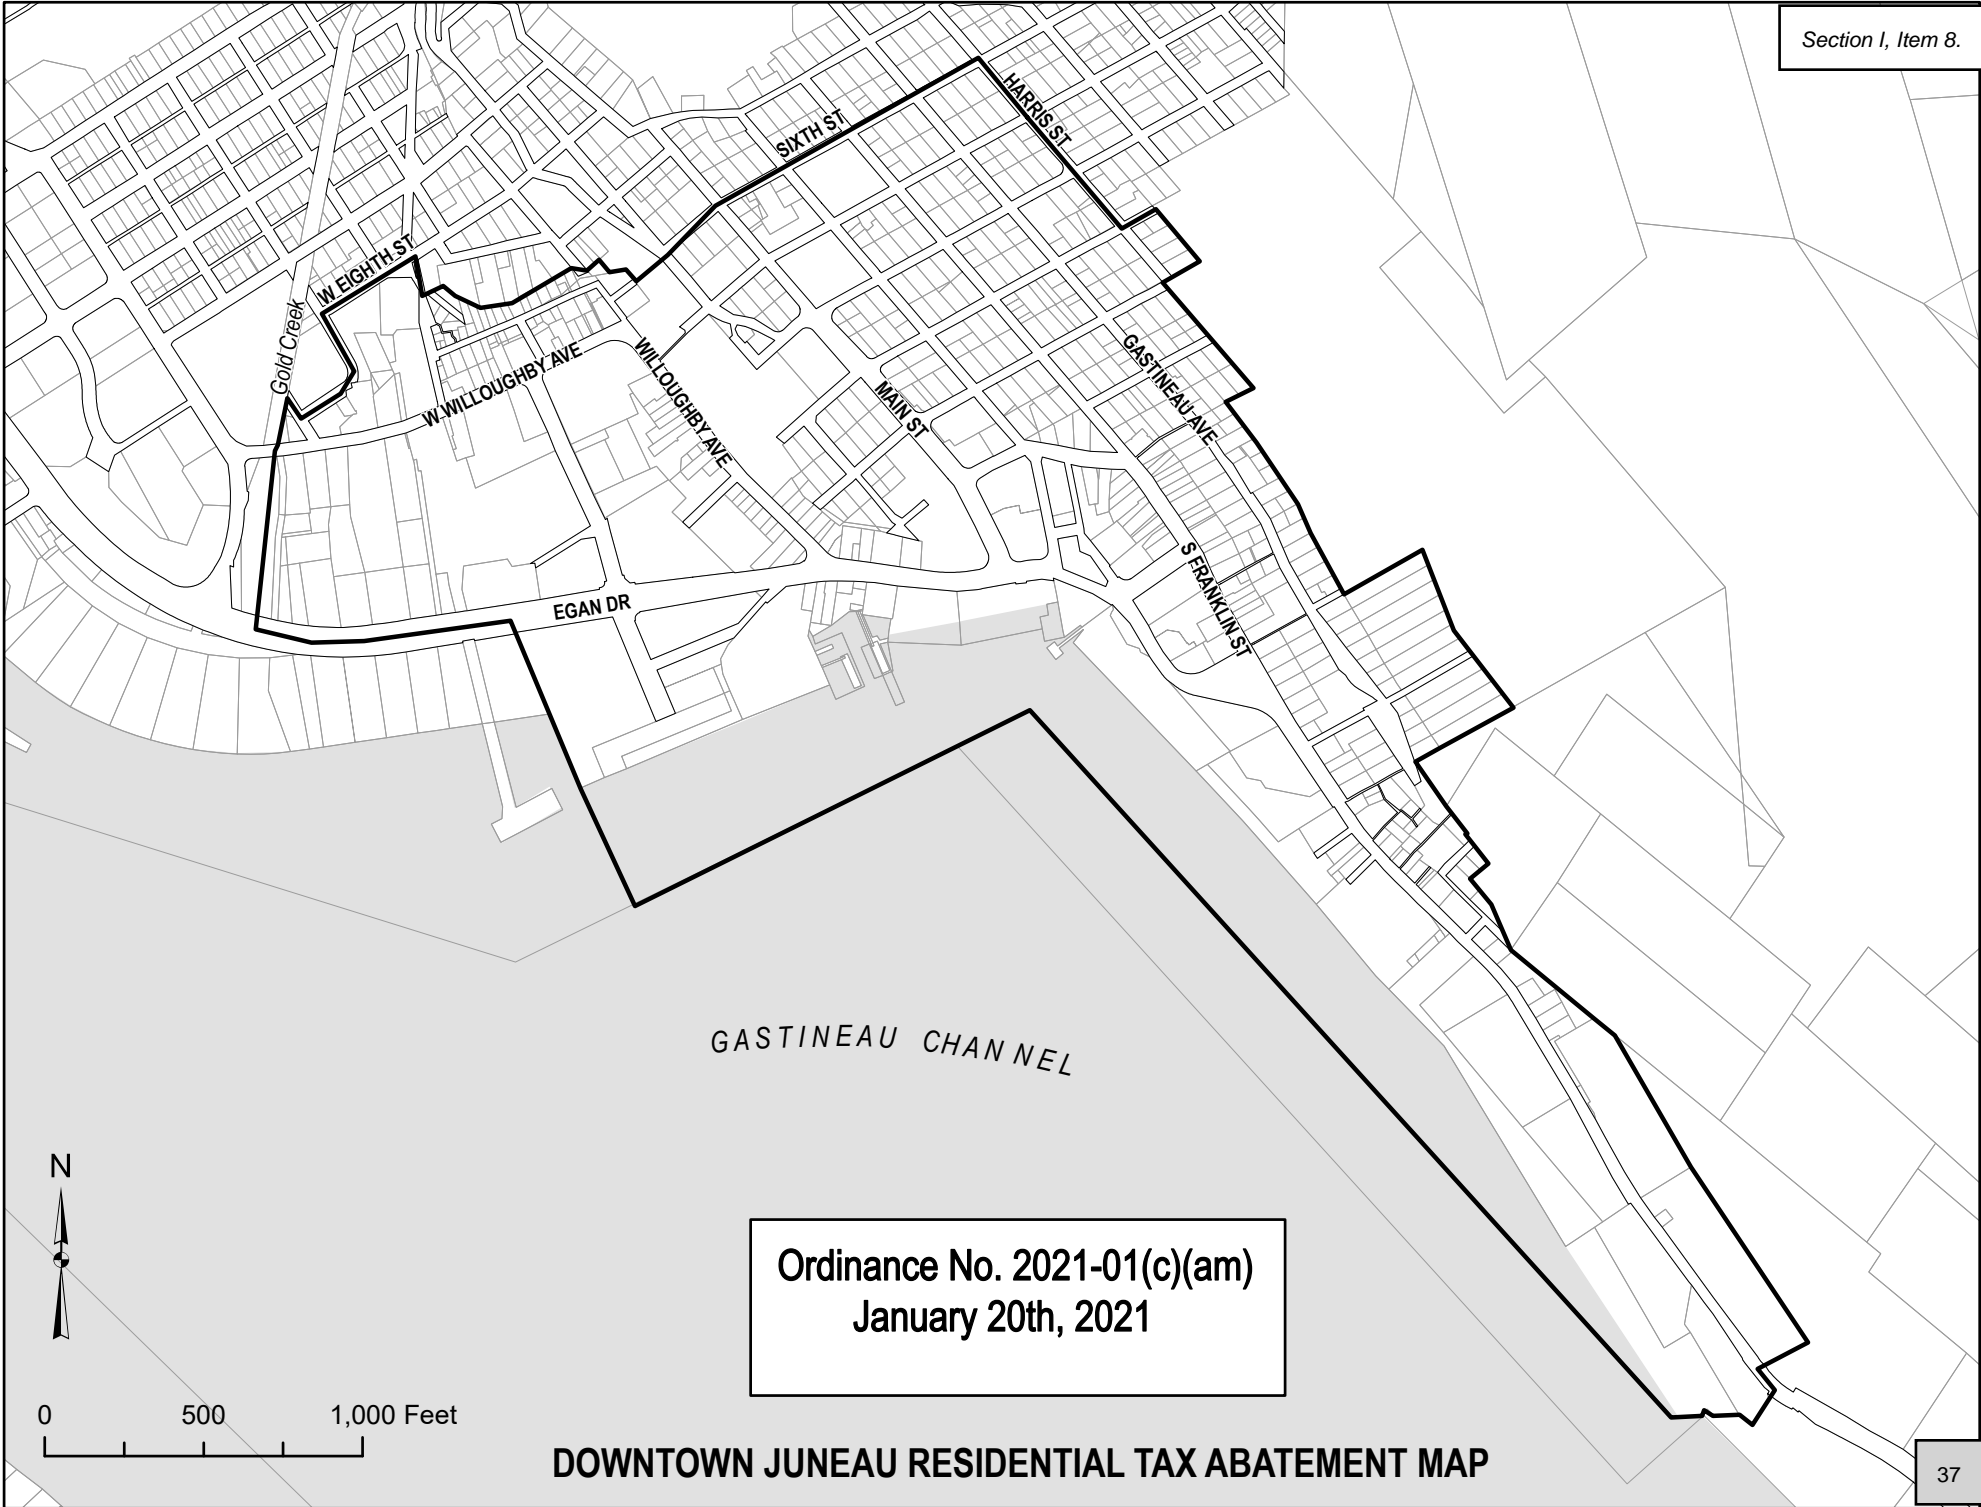 Section I, Item 8.
SIXTH ST
HARRIS ST
W EIGHTH ST
Gold Creek
W WILLOUGHBY AVE
WILLOUGHBY AVE
MAIN ST
GASTINEAU AVE
S FRANKLIN ST
EGAN DR
GASTINEAU CHANNEL
N
Ordinance No. 2021-01(c)(am)
January 20th, 2021
0 500 1,000 Feet
DOWNTOWN JUNEAU RESIDENTIAL TAX ABATEMENT MAP
37